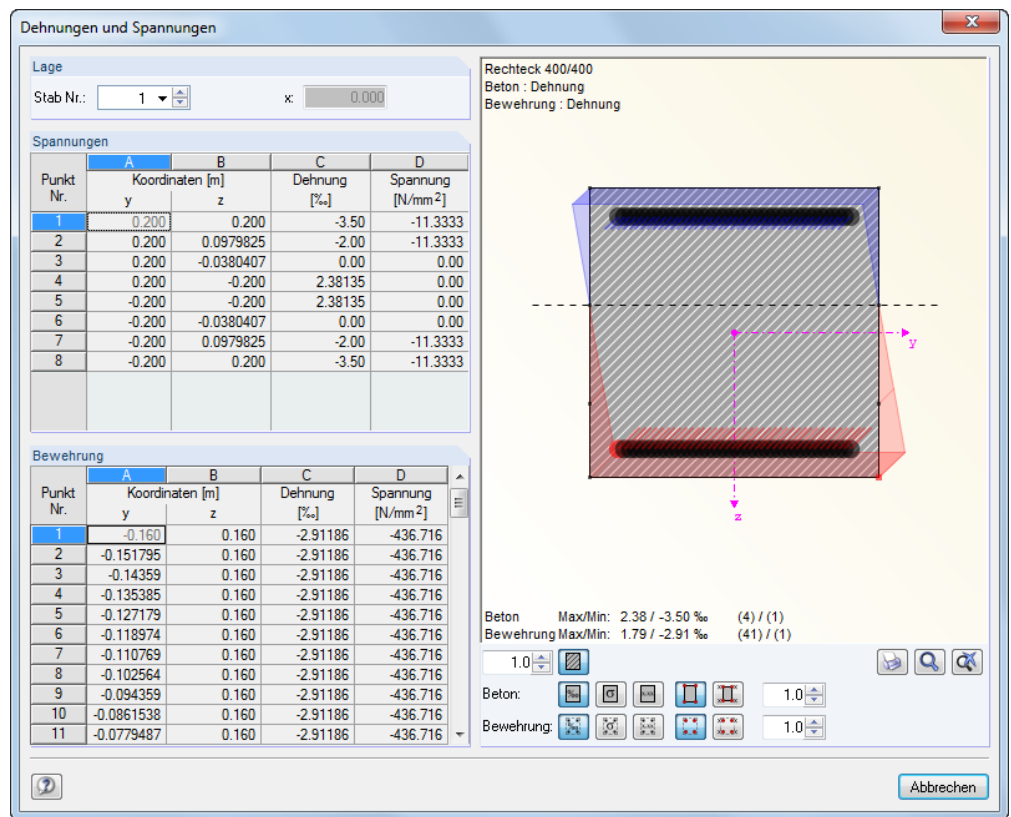 Dehnungen und Spannungen
Lage
Stab Nr.: 1 x: 0.000
Spannungen
A B C D
Punkt Koordinaten [m] Dehnung Spannung
Nr. y z [‰] [N/mm²]
1 0.200 0.200 -3.50 -11.3333
2 0.200 0.0979825 -2.00 -11.3333
3 0.200 -0.0380407 0.00 0.00
4 0.200 -0.200 2.38135 0.00
5 -0.200 -0.200 2.38135 0.00
6 -0.200 -0.0380407 0.00 0.00
7 -0.200 0.0979825 -2.00 -11.3333
8 -0.200 0.200 -3.50 -11.3333
Bewehrung
A B C D
Punkt Koordinaten [m] Dehnung Spannung
Nr. y z [‰] [N/mm²]
1 -0.160 0.160 -2.91186 -436.716
2 -0.151795 0.160 -2.91186 -436.716
3 -0.14359 0.160 -2.91186 -436.716
4 -0.135385 0.160 -2.91186 -436.716
5 -0.127179 0.160 -2.91186 -436.716
6 -0.118974 0.160 -2.91186 -436.716
7 -0.110769 0.160 -2.91186 -436.716
8 -0.102564 0.160 -2.91186 -436.716
9 -0.094359 0.160 -2.91186 -436.716
10 -0.0861538 0.160 -2.91186 -436.716
11 -0.0779487 0.160 -2.91186 -436.716
Rechteck 400/400
Beton : Dehnung
Bewehrung : Dehnung
y
z
Beton Max/Min: 2.38 / -3.50 ‰ (4) / (1)
Bewehrung Max/Min: 1.79 / -2.91 ‰ (41) / (1)
1.0
Beton: ‰ σ 1.0
Bewehrung: 1.0
Abbrechen